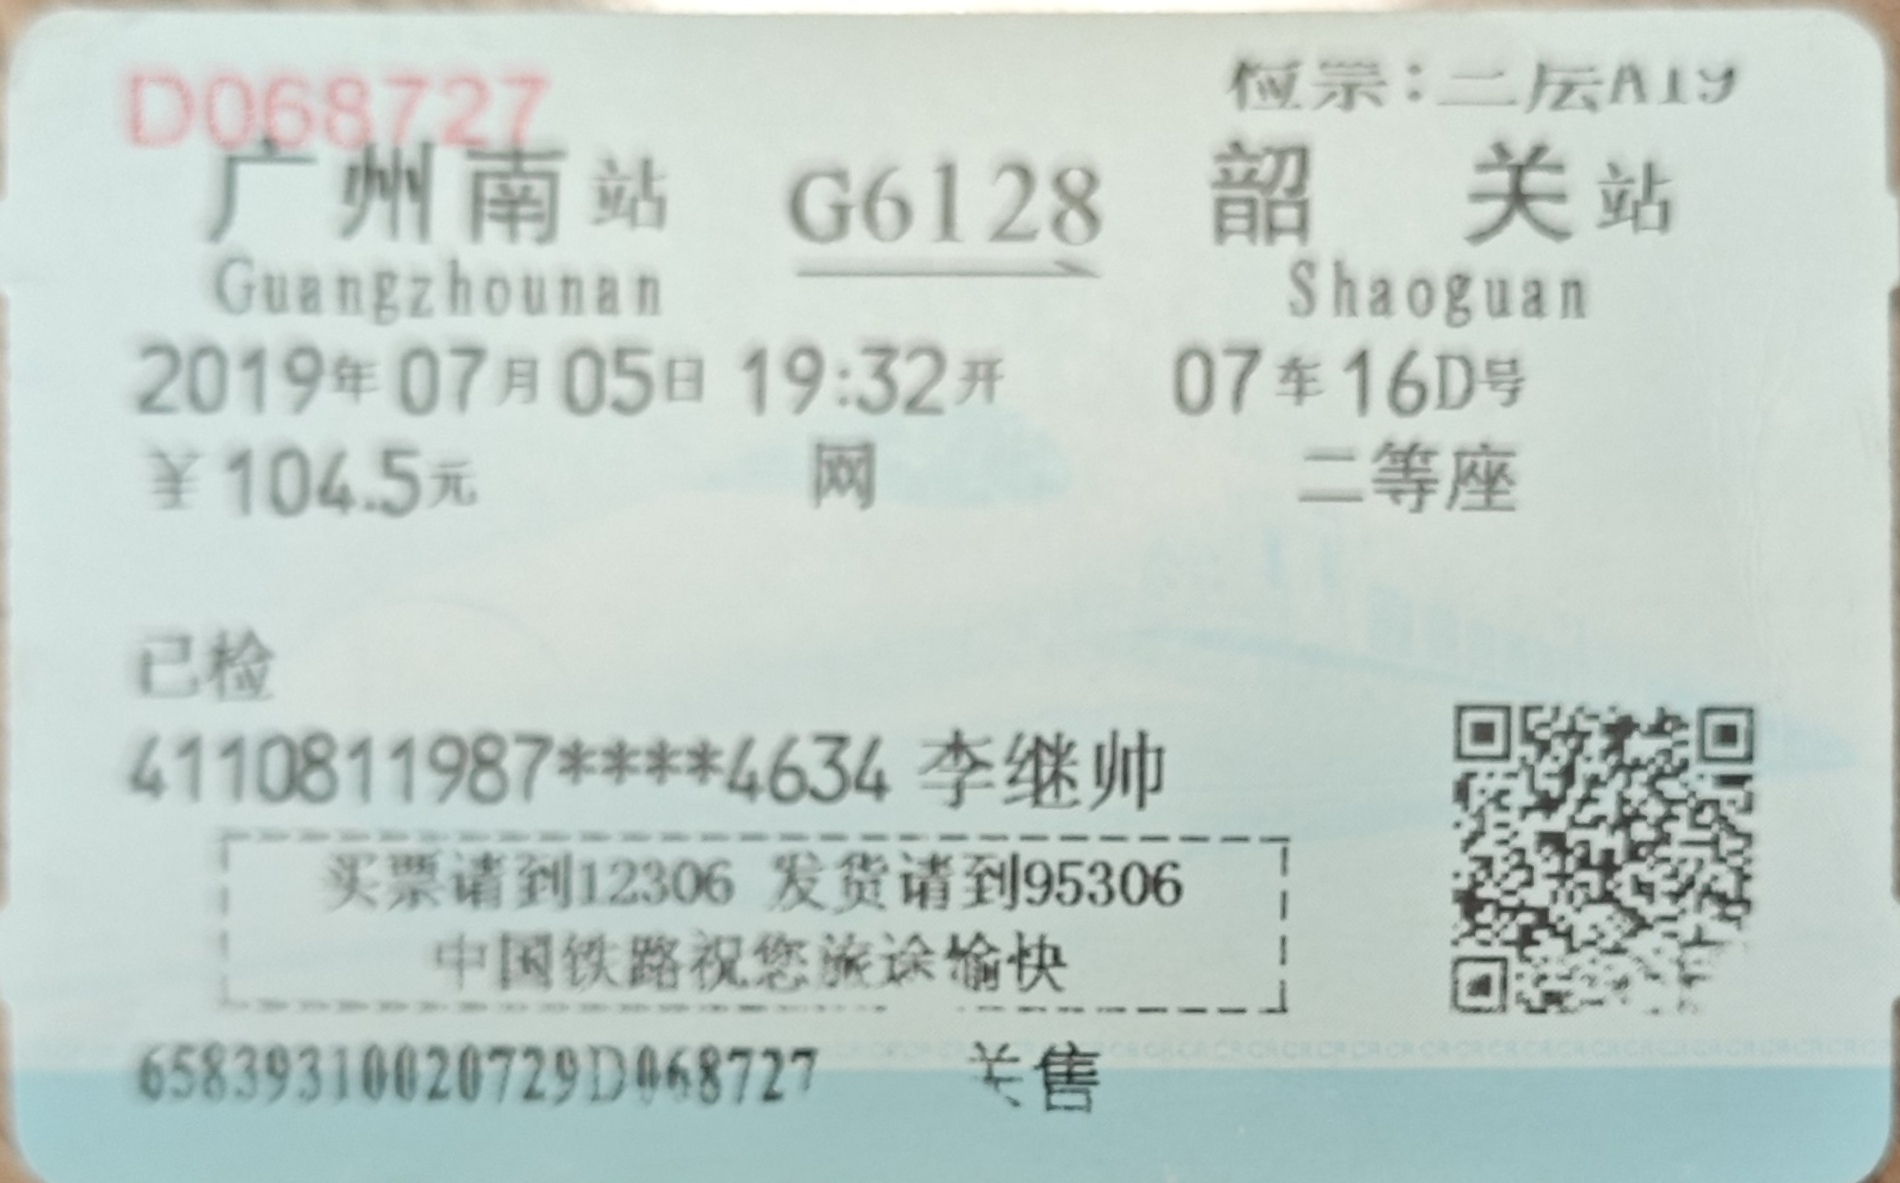 D068727 检票:二层A19
广州南站 G6128 韶关站
Guangzhounan Shaoguan
2019年07月05日 19:32开 07车16D号
¥104.5元 网 二等座
已检
4110811987****4634 李继帅
买票请到12306 发货请到95306
中国铁路祝您旅途愉快
65839310020729D068727 关售